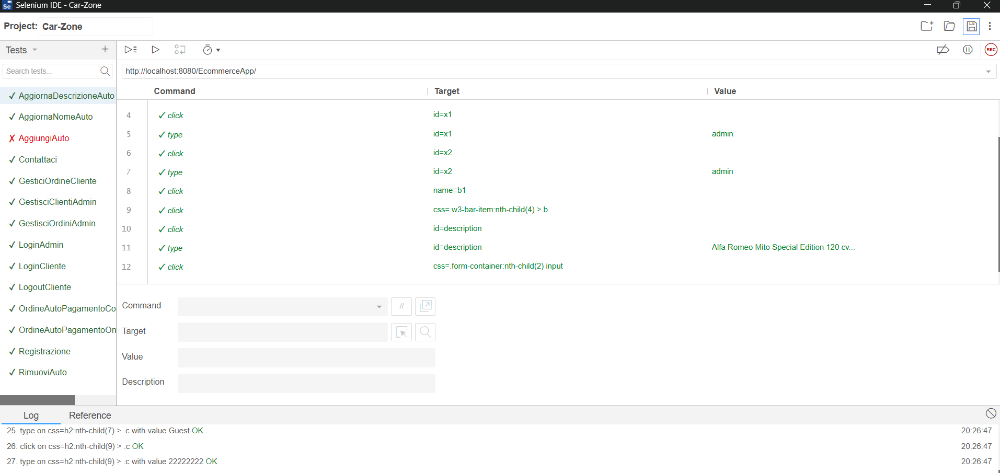 Se Selenium IDE - Car-Zone
Project: Car-Zone
Tests
Search tests...
✓ AggiornaDescrizioneAuto
✓ AggiornaNomeAuto
✗ AggiungiAuto
✓ Contattaci
✓ GesticiOrdineCliente
✓ GestisciClientiAdmin
✓ GestisciOrdiniAdmin
✓ LoginAdmin
✓ LoginCliente
✓ LogoutCliente
✓ OrdineAutoPagamentoCo
✓ OrdineAutoPagamentoOn
✓ Registrazione
✓ RimuoviAuto
REC
http://localhost:8080/EcommerceApp/
Command Target Value
4 ✓ click id=x1
5 ✓ type id=x1 admin
6 ✓ click id=x2
7 ✓ type id=x2 admin
8 ✓ click name=b1
9 ✓ click css=.w3-bar-item:nth-child(4) > b
10 ✓ click id=description
11 ✓ type id=description Alfa Romeo Mito Special Edition 120 cv...
12 ✓ click css=.form-container:nth-child(2) input
Command //
Target
Value
Description
Log Reference
25. type on css=h2:nth-child(7) > .c with value Guest OK 20:26:47
26. click on css=h2:nth-child(9) > .c OK 20:26:47
27. type on css=h2:nth-child(9) > .c with value 22222222 OK 20:26:47